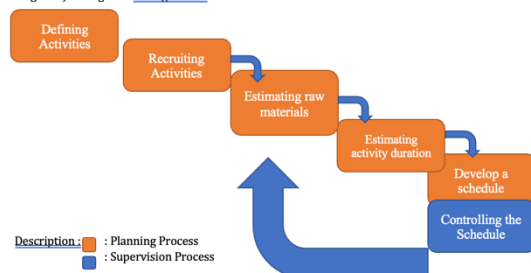 Defining
Activities
Recruiting
Activities
Estimating raw
materials
Estimating
activity duration
Develop a
schedule
Controlling the
Schedule
Description : : Planning Process
: Supervision Process